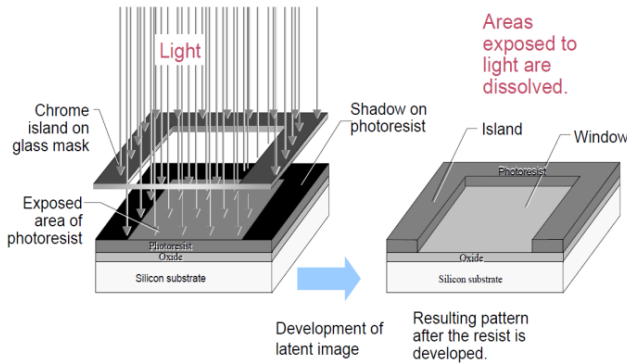 Light
Areas
exposed to
light are
dissolved.
Chrome
island on
glass mask
Shadow on
photoresist
Island
Window
Photoresist
Exposed
area of
photoresist
Photoresist
Oxide
Silicon substrate
Oxide
Silicon substrate
Development of
latent image
Resulting pattern
after the resist is
developed.